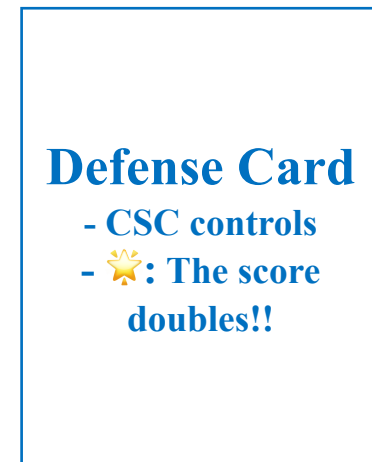 Defense Card
- CSC controls
- 🌟: The score
doubles!!